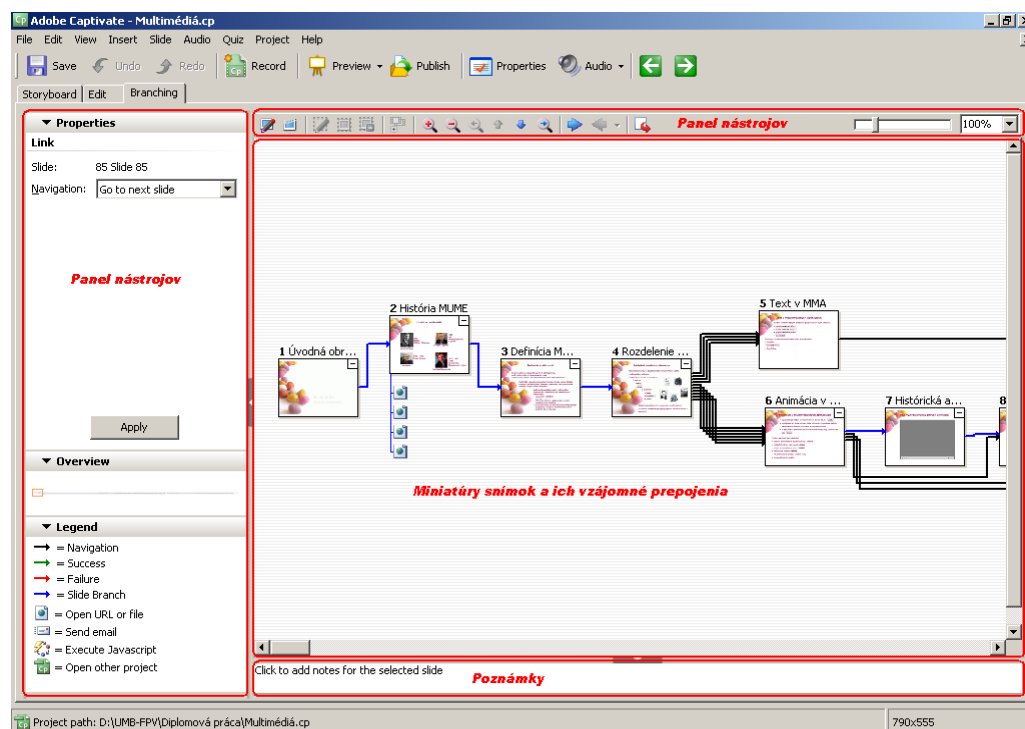 Adobe Captivate - Multimédiá.cp
File Edit View Insert Slide Audio Quiz Project Help
Save Undo Redo Record Preview Publish Properties Audio
Storyboard Edit Branching
Properties
Panel nástrojov
100%
Link
Slide: 85 Slide 85
Navigation: Go to next slide
Panel nástrojov
Apply
Overview
Legend
= Navigation
= Success
= Failure
= Slide Branch
= Open URL or file
= Send email
= Execute Javascript
= Open other project
1 Úvodná obr...
2 História MUME
3 Definícia M...
4 Rozdelenie ...
5 Text v MMA
6 Animácia v ...
7 Histórická a...
8
Miniatúry snímok a ich vzájomné prepojenia
Click to add notes for the selected slide
Poznámky
Project path: D:\UMB-FPV\Diplomová práca\Multimédiá.cp
790x555